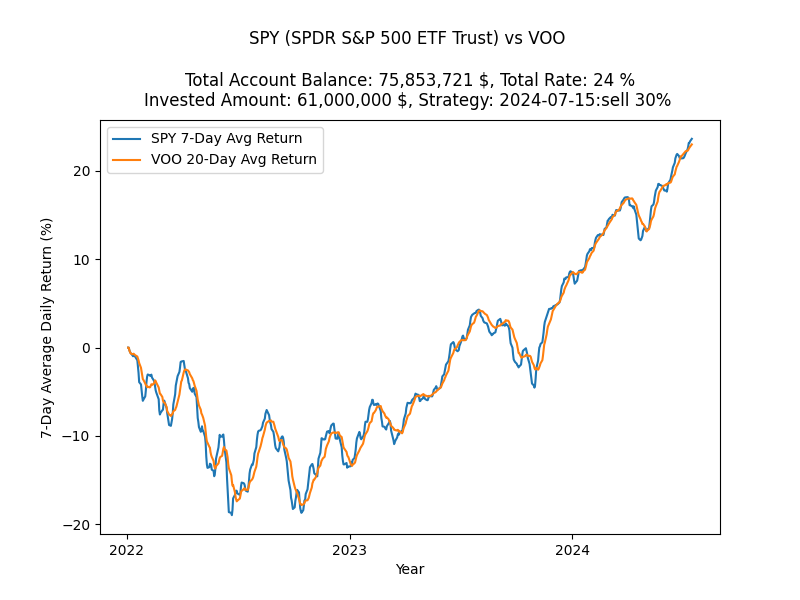 SPY (SPDR S&P 500 ETF Trust) vs VOO
Total Account Balance: 75,853,721 $, Total Rate: 24 %
Invested Amount: 61,000,000 $, Strategy: 2024-07-15:sell 30%
SPY 7-Day Avg Return
VOO 20-Day Avg Return
7-Day Average Daily Return (%)
20
10
0
−10
−20
2022
2023
2024
Year